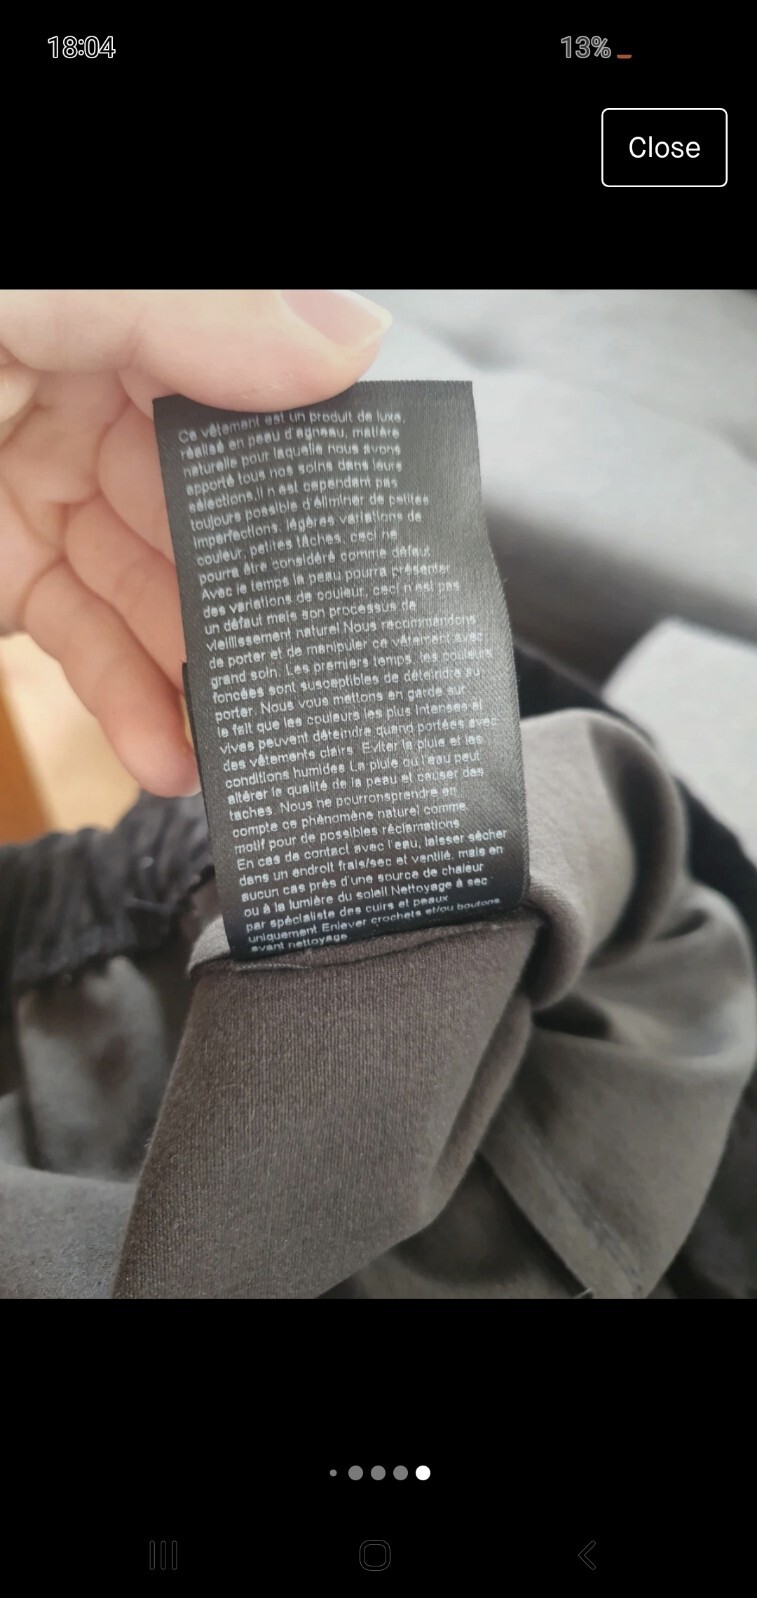 18:04
13%
Close
Ce vêtement est un produit de luxe,
réalisé en peau d'agneau, matière
naturelle pour laquelle nous avons
apporté tous nos soins dans leurs
sélections.il n'est cependant pas
toujours possible d'éliminer de petites
imperfections, légères variations de
couleur, petites tâches, ceci ne
pourra être considéré comme défaut
Avec le temps la peau pourra présenter
des variations de couleur, ceci n'est pas
un défaut mais son processus de
vieillissement naturel Nous recommandons
de porter et de manipuler ce vêtement avec
grand soin. Les premiers temps, les couleurs
foncées sont susceptibles de déteindre au
porter. Nous vous mettons en garde sur
le fait que les couleurs les plus intenses et
vives peuvent déteindre quand portées avec
des vêtements clairs. Eviter la pluie et les
conditions humides La pluie ou l'eau peut
altérer la qualité de la peau et causer des
taches. Nous ne pourronsprendre en
compte ce phénomène naturel comme
motif pour de possibles réclamations
En cas de contact avec l'eau, laisser sécher
dans un endroit frais/sec et ventilé, mais en
aucun cas près d'une source de chaleur
ou à la lumière du soleil Nettoyage à sec
par spécialiste des cuirs et peaux
uniquement Enlever crochets et/ou boutons
avant nettoyage